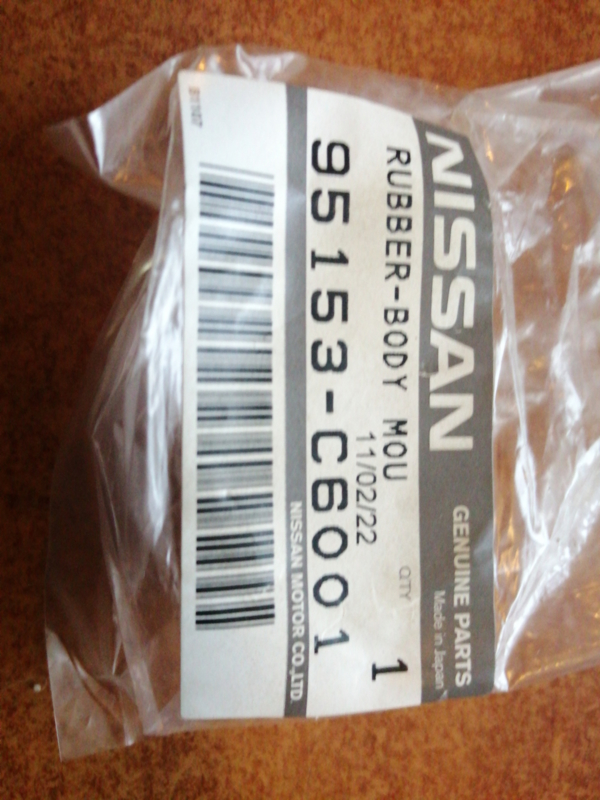 NISSAN
GENUINE PARTS
Made in Japan
RUBBER-BODY MOU
11/02/22
QTY
1
95153-C6001
NISSAN MOTOR CO.,LTD.